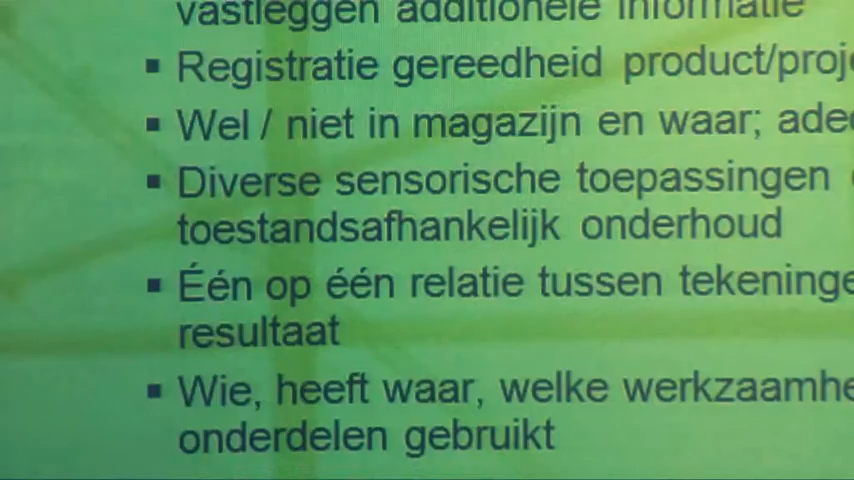 vastleggen additionele informatie
▪ Registratie gereedheid product/proj
▪ Wel / niet in magazijn en waar;
▪ Diverse sensorische toepassingen
toestandsafhankelijk onderhoud
▪ Één op één relatie tussen
resultaat
▪ Wie, heeft waar, welke
onderdelen gebruikt